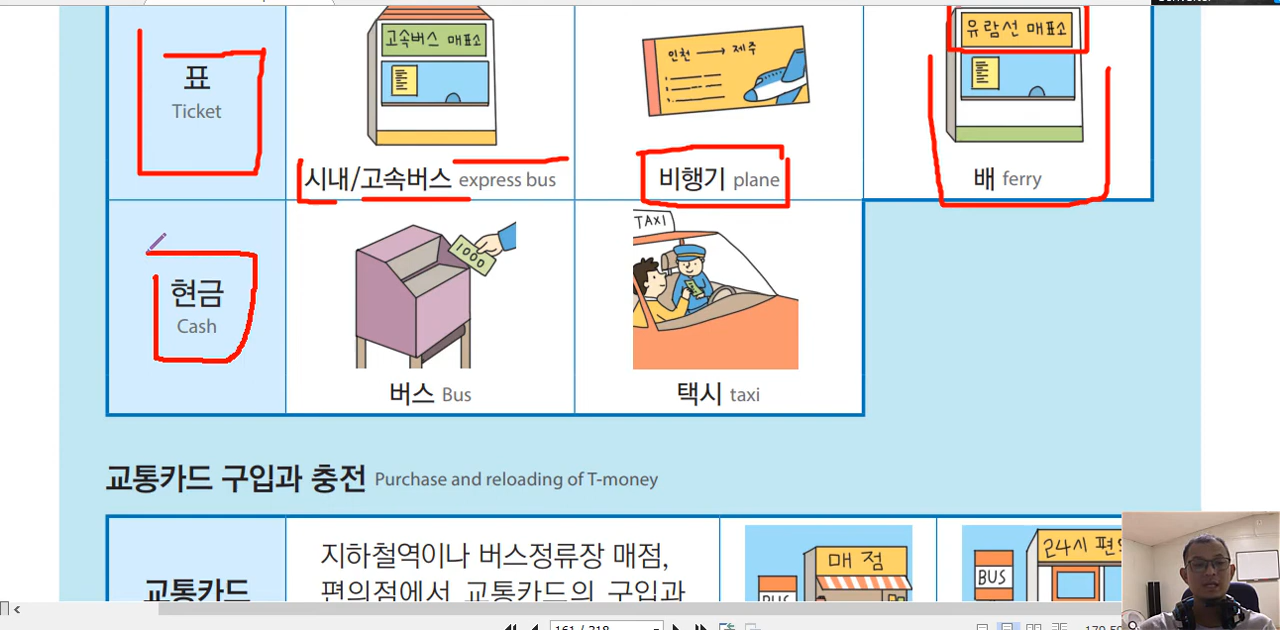 고속버스 매표소
인천 → 제주
유람선 매표소
표
Ticket
시내/고속버스 express bus
비행기 plane
배 ferry
1000
TAXI
현금
Cash
버스 Bus
택시 taxi
교통카드 구입과 충전 Purchase and reloading of T-money
교통카드
지하철역이나 버스정류장 매점,
편의점에서 교통카드의 구입과
매점
BUS
24시 편
BUS
161 / 218